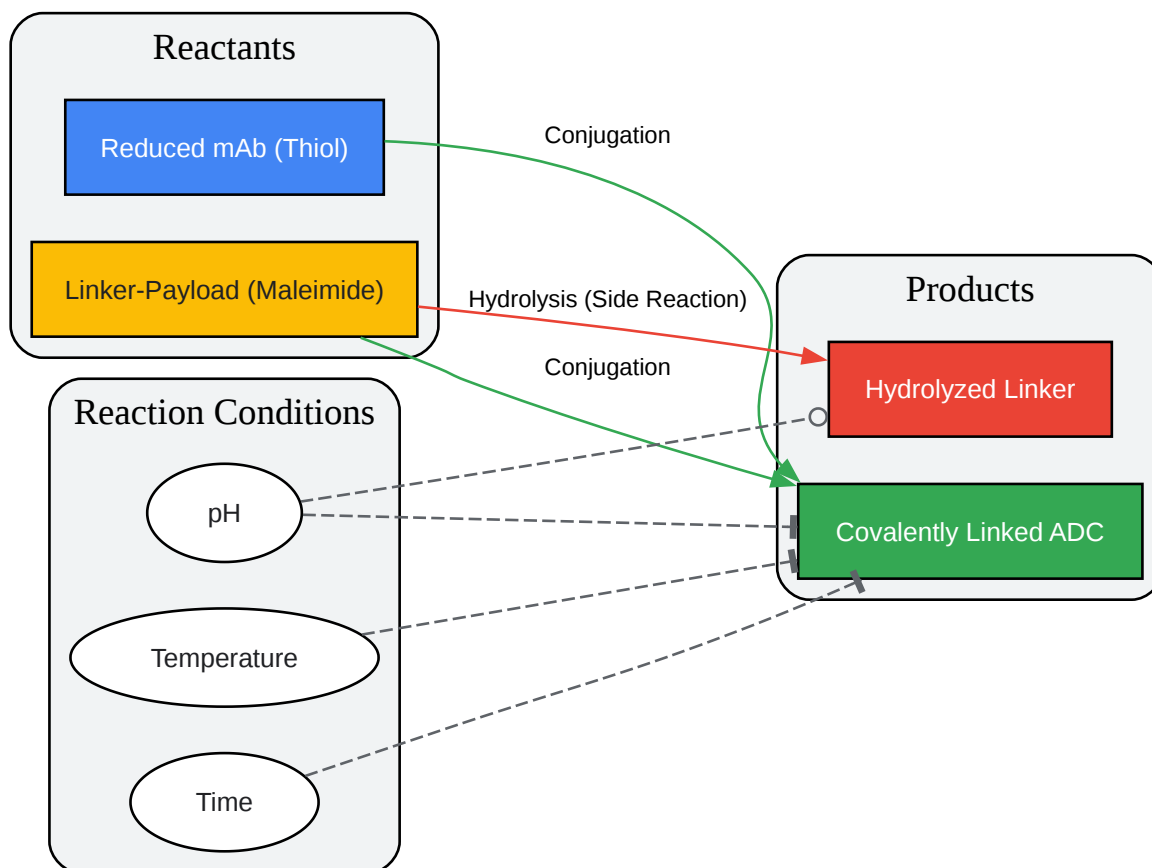 Reactants
Reduced mAb (Thiol)
Conjugation
Linker-Payload (Maleimide)
Hydrolysis (Side Reaction)
Products
Conjugation
Hydrolyzed Linker
Reaction Conditions
pH
Covalently Linked ADC
Temperature
Time